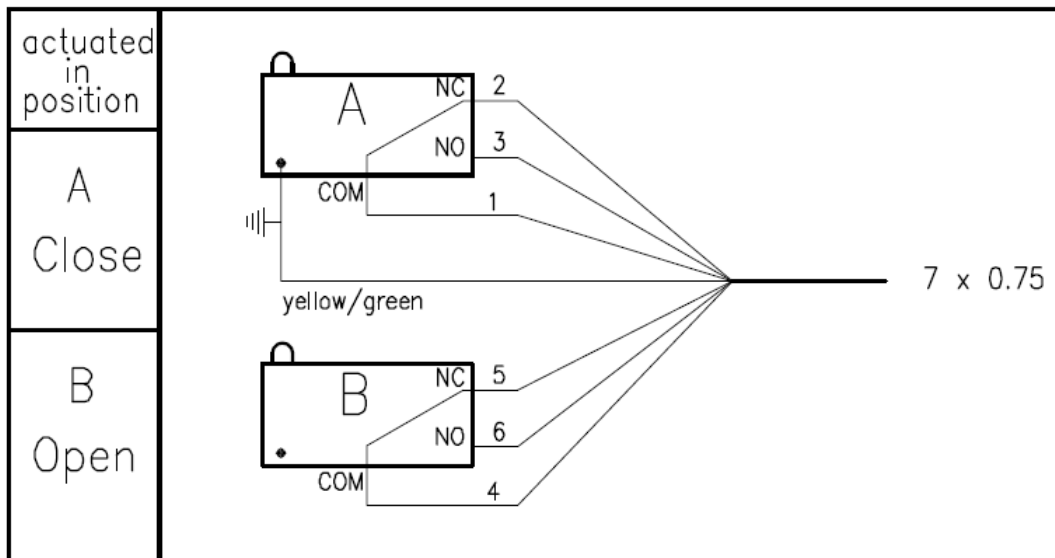 actuated
in
position
A
Close
B
Open
A
NC 2
NO 3
COM 1
yellow/green
7 x 0.75
B
NC 5
NO 6
COM 4